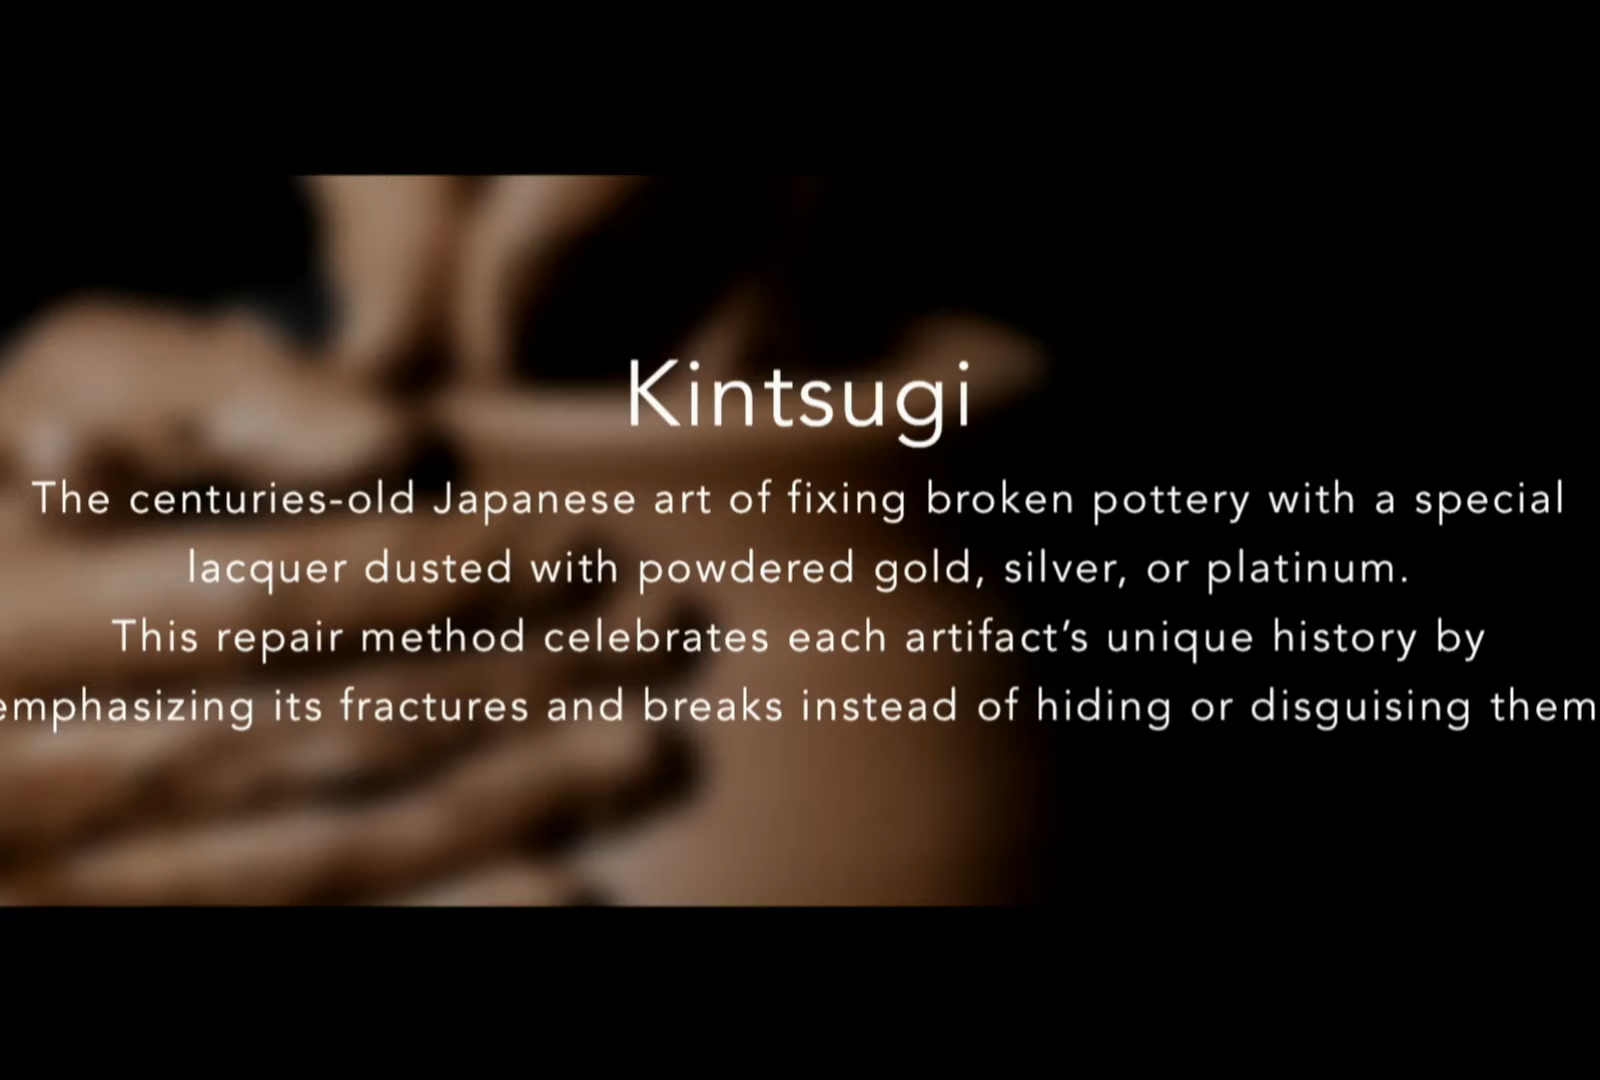 Kintsugi
The centuries-old Japanese art of fixing broken pottery with a special
lacquer dusted with powdered gold, silver, or platinum.
This repair method celebrates each artifact’s unique history by
emphasizing its fractures and breaks instead of hiding or disguising them